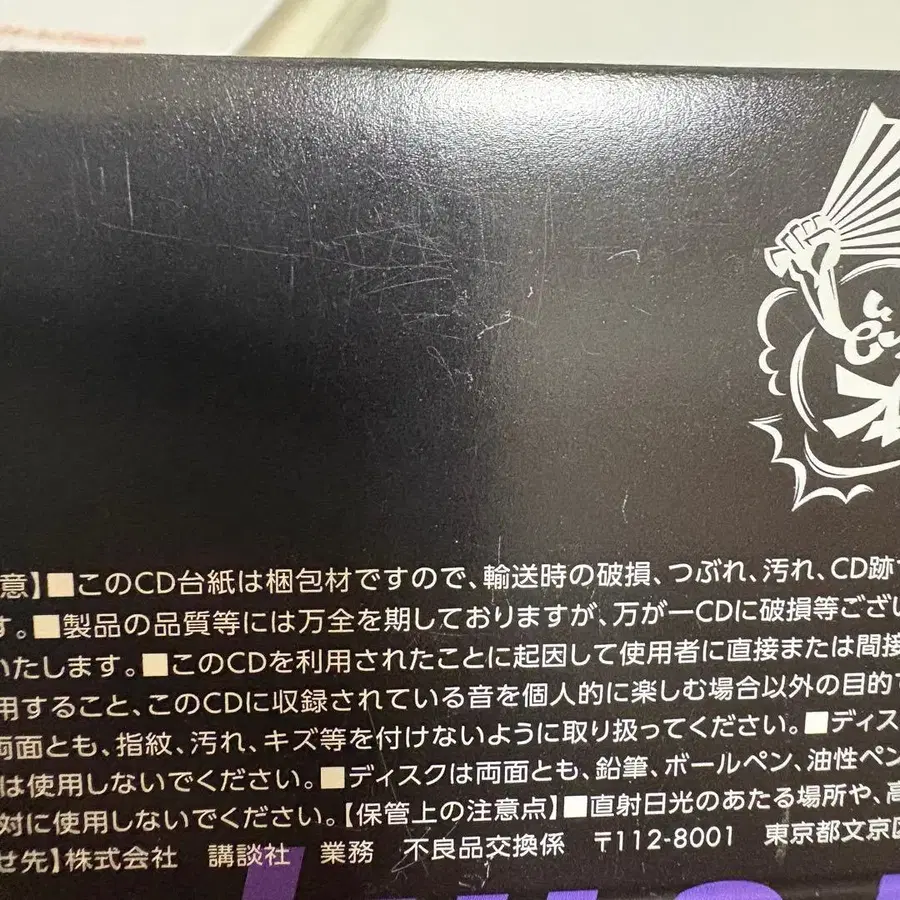 意】■このCD台紙は梱包材ですので、輸送時の破損、つぶれ、汚れ、CD跡
す。■製品の品質等には万全を期しておりますが、万が一CDに破損等ござい
いたします。■このCDを利用されたことに起因して使用者に直接または間接
用すること、このCDに収録されている音を個人的に楽しむ場合以外の目的で
両面とも、指紋、汚れ、キズ等を付けないように取り扱ってください。■ディス
は使用しないでください。■ディスクは両面とも、鉛筆、ボールペン、油性ペン
対に使用しないでください。【保管上の注意点】■直射日光のあたる場所や、高
せ先】株式会社 講談社 業務 不良品交換係 〒112-8001 東京都文京区